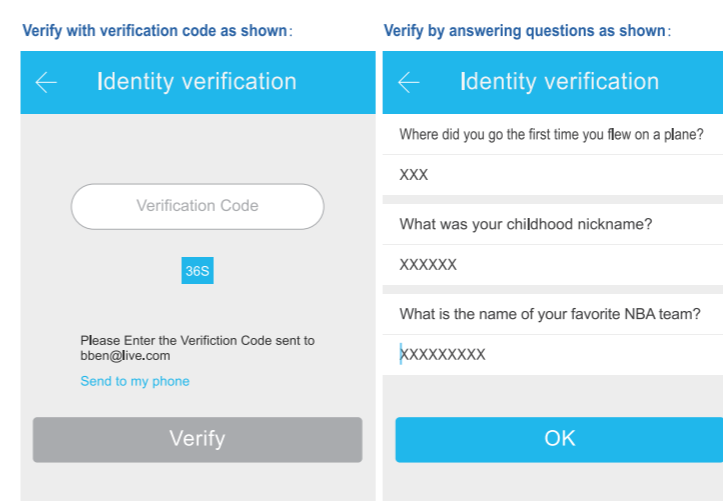 Verify with verification code as shown:
Identity verification
Verification Code
36S
Please Enter the Verifiction Code sent to
bben@live.com
Send to my phone
Verify
Verify by answering questions as shown:
Identity verification
Where did you go the first time you flew on a plane?
XXX
What was your childhood nickname?
XXXXXX
What is the name of your favorite NBA team?
XXXXXXXXX
OK